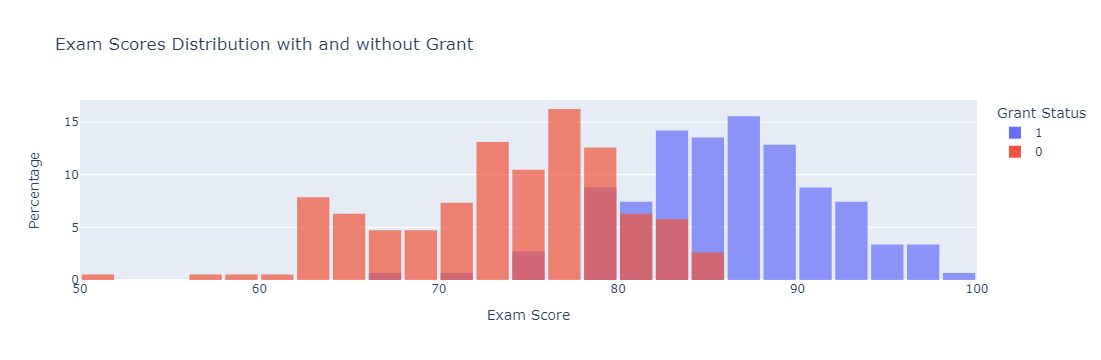 Exam Scores Distribution with and without Grant
Grant Status
1
0
Percentage
15
10
5
0
50 60 70 80 90 100
Exam Score